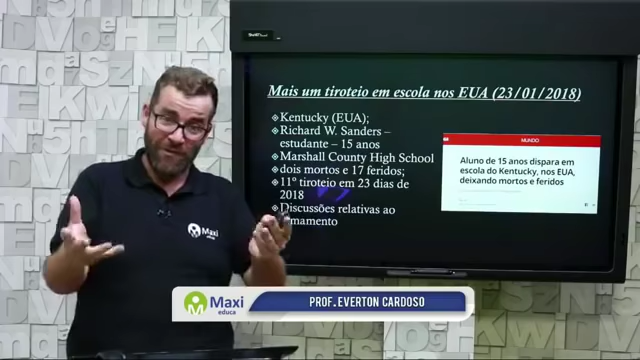 Mais um tiroteio em escola nos EUA (23/01/2018)
Kentucky (EUA);
Richard W. Sanders –
estudante – 15 anos
Marshall County High School
dois mortos e 17 feridos;
11º tiroteio em 23 dias de
2018
Discussões relativas ao
MUNDO
Aluno de 15 anos dispara em
escola do Kentucky, nos EUA,
deixando mortos e feridos
Maxi
educa
Maxi
educa
PROF. EVERTON CARDOSO